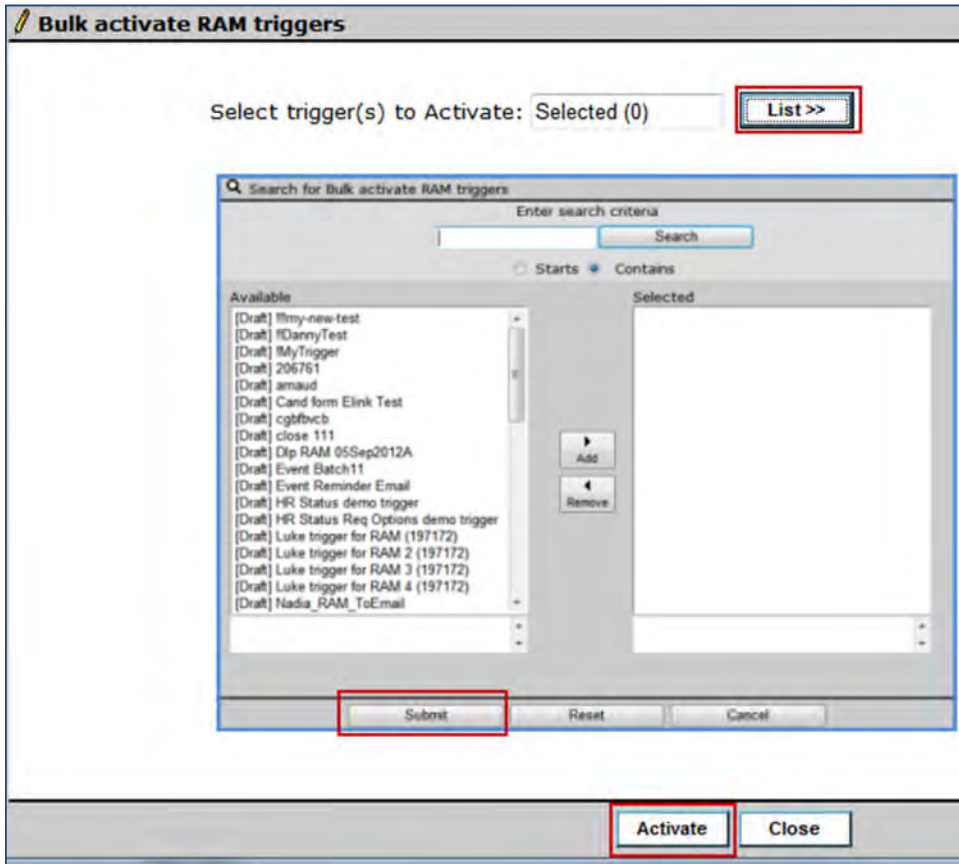 Bulk activate RAM triggers
Select trigger(s) to Activate: Selected (0) List >>
Search for Bulk activate RAM triggers
Enter search criteria
Search
Starts Contains
Available Selected
[Draft] !!!my-new-test
[Draft] !!DannyTest
[Draft] !MyTrigger
[Draft] 206761
[Draft] arnaud
[Draft] Cand form Elink Test
[Draft] cgbfbvcb
[Draft] close 111
[Draft] Dlp RAM 05Sep2012A
[Draft] Event Batch11
[Draft] Event Reminder Email
[Draft] HR Status demo trigger
[Draft] HR Status Req Options demo trigger
[Draft] Luke trigger for RAM (197172)
[Draft] Luke trigger for RAM 2 (197172)
[Draft] Luke trigger for RAM 3 (197172)
[Draft] Luke trigger for RAM 4 (197172)
[Draft] Nadia_RAM_ToEmail
Add
Remove
Submit Reset Cancel
Activate Close